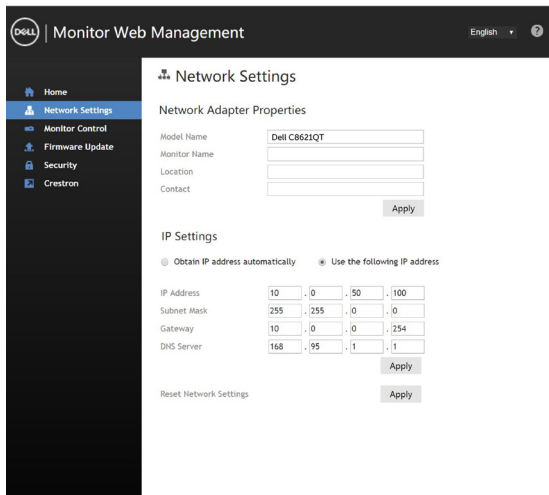 DELL | Monitor Web Management
English ?
Home
Network Settings
Monitor Control
Firmware Update
Security
Crestron
Network Settings
Network Adapter Properties
Model Name Dell C8621QT
Monitor Name
Location
Contact
Apply
IP Settings
Obtain IP address automatically Use the following IP address
IP Address 10 . 0 . 50 . 100
Subnet Mask 255 . 255 . 0 . 0
Gateway 10 . 0 . 0 . 254
DNS Server 168 . 95 . 1 . 1
Apply
Reset Network Settings Apply